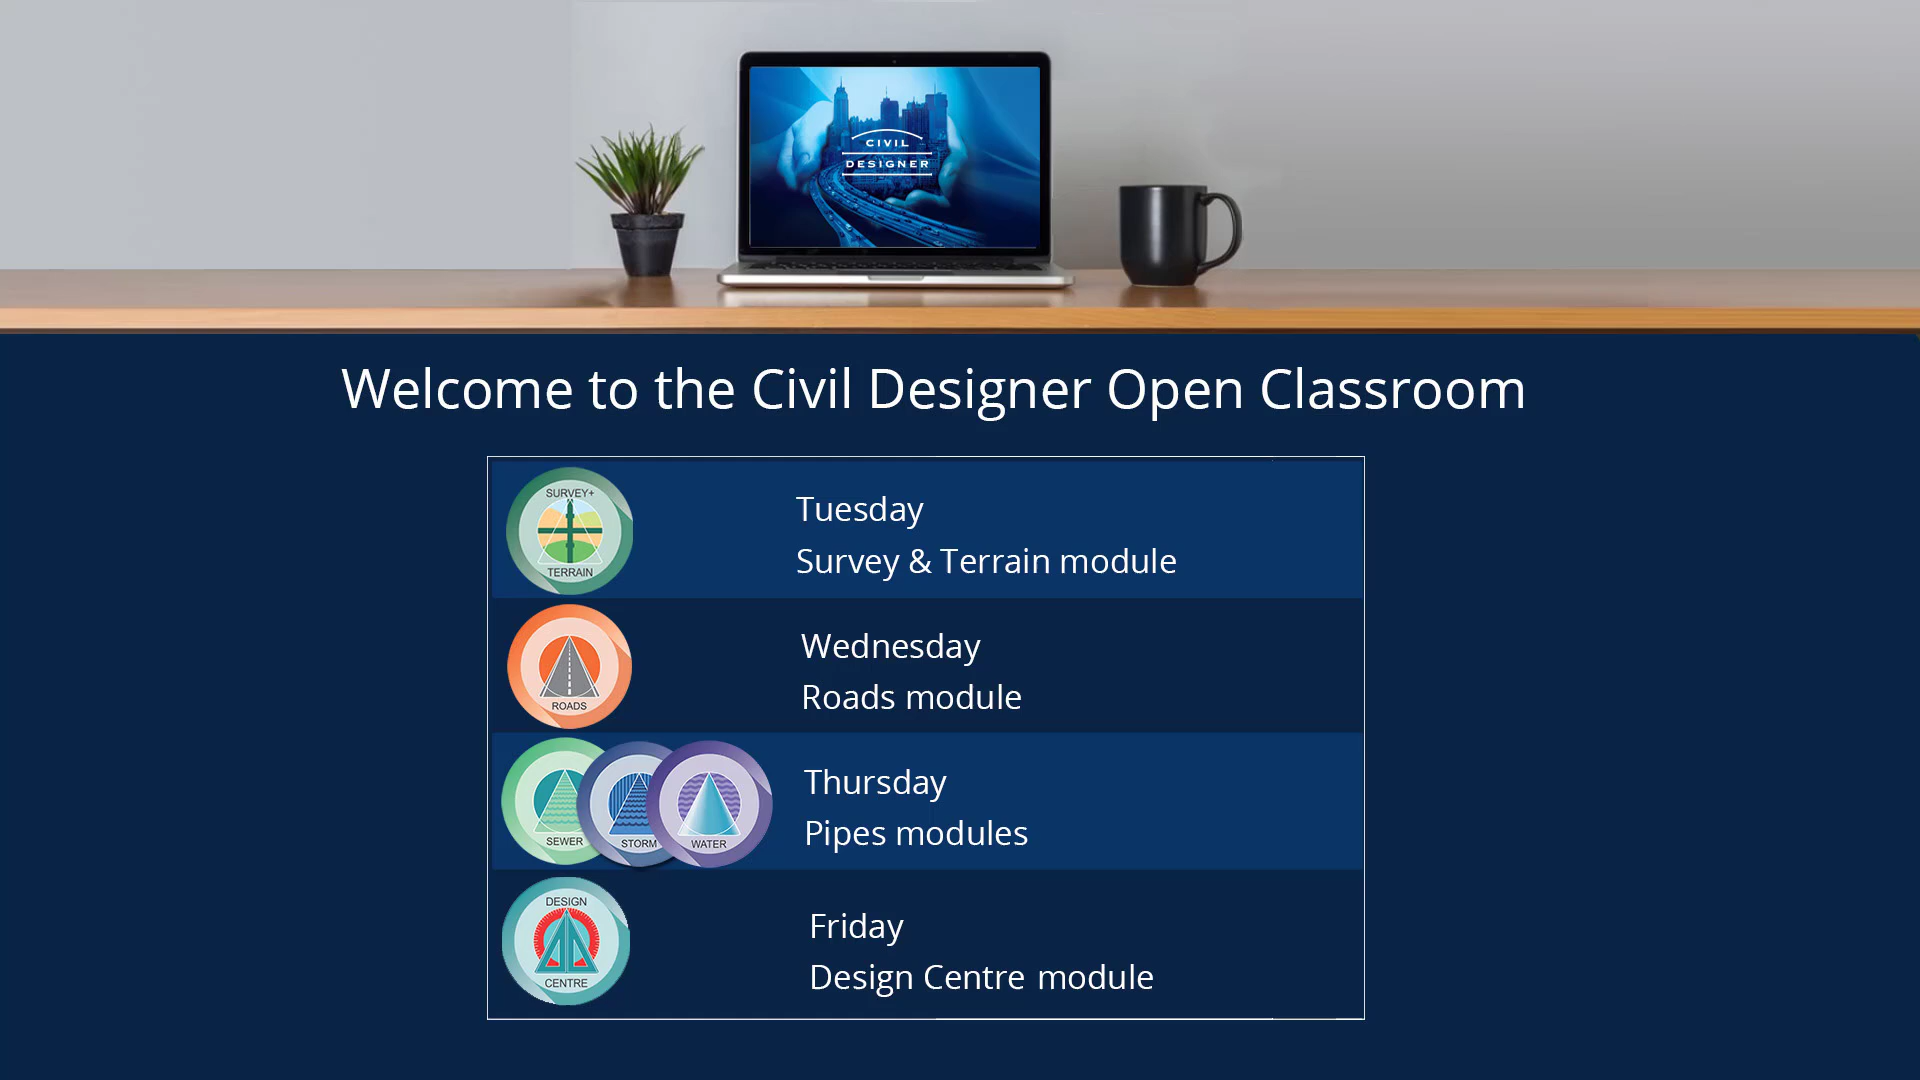 CIVIL
DESIGNER
Welcome to the Civil Designer Open Classroom
SURVEY+
TERRAIN
Tuesday
Survey & Terrain module
ROADS
Wednesday
Roads module
SEWER
STORM
WATER
Thursday
Pipes modules
DESIGN
CENTRE
Friday
Design Centre module